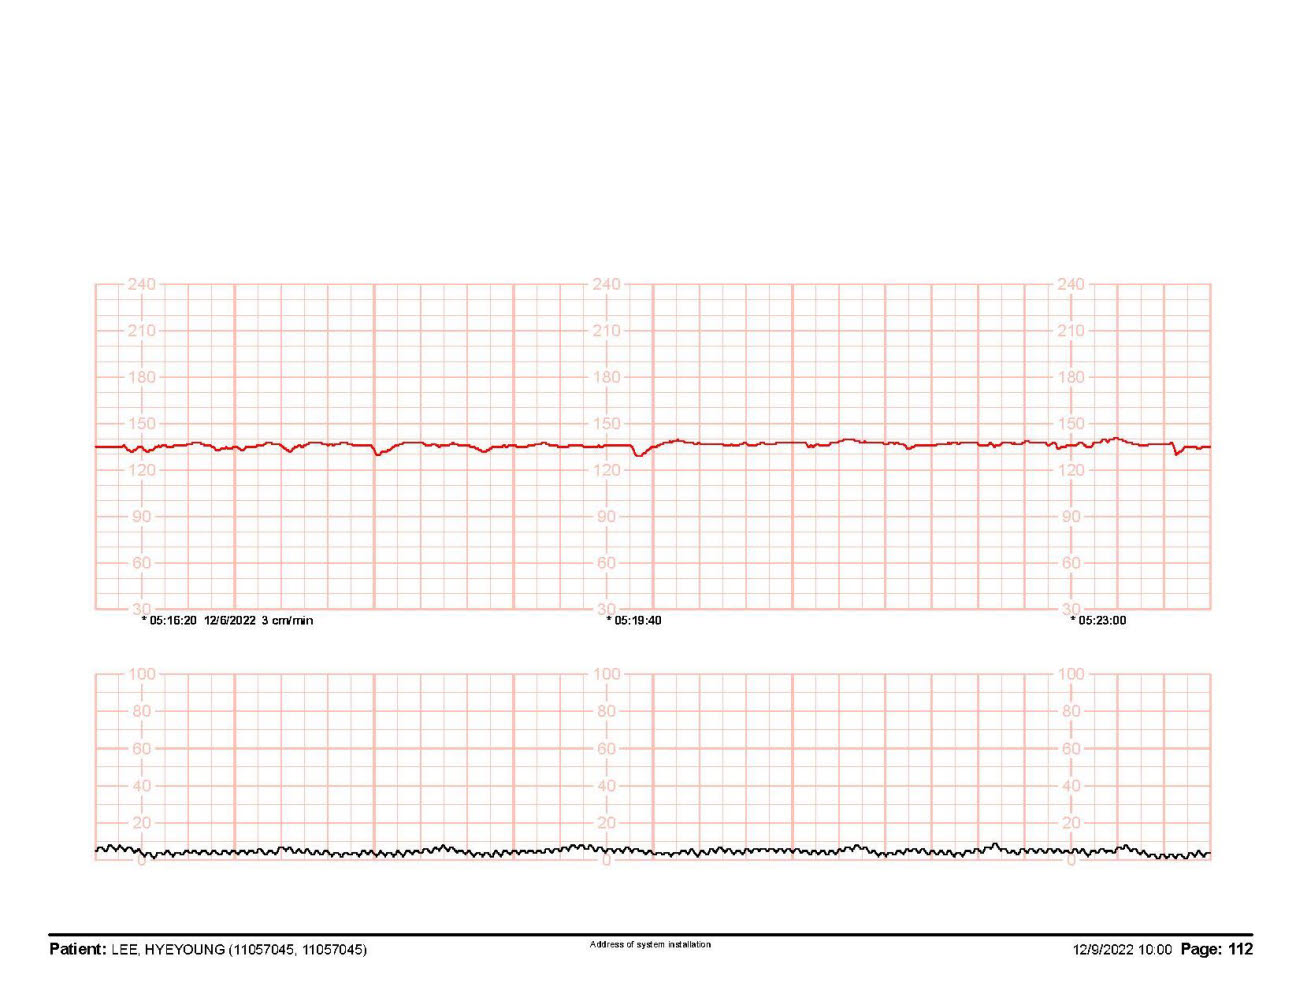 240 240 240
210 210 210
180 180 180
150 150 150
120 120 120
90 90 90
60 60 60
30 30 30
* 05:16:20 12/6/2022 3 cm/min * 05:19:40 * 05:23:00
100 100 100
80 80 80
60 60 60
40 40 40
20 20 20
0 0 0
Patient: LEE, HYEYOUNG (11057045, 11057045) Address of system installation 12/9/2022 10:00 Page: 112